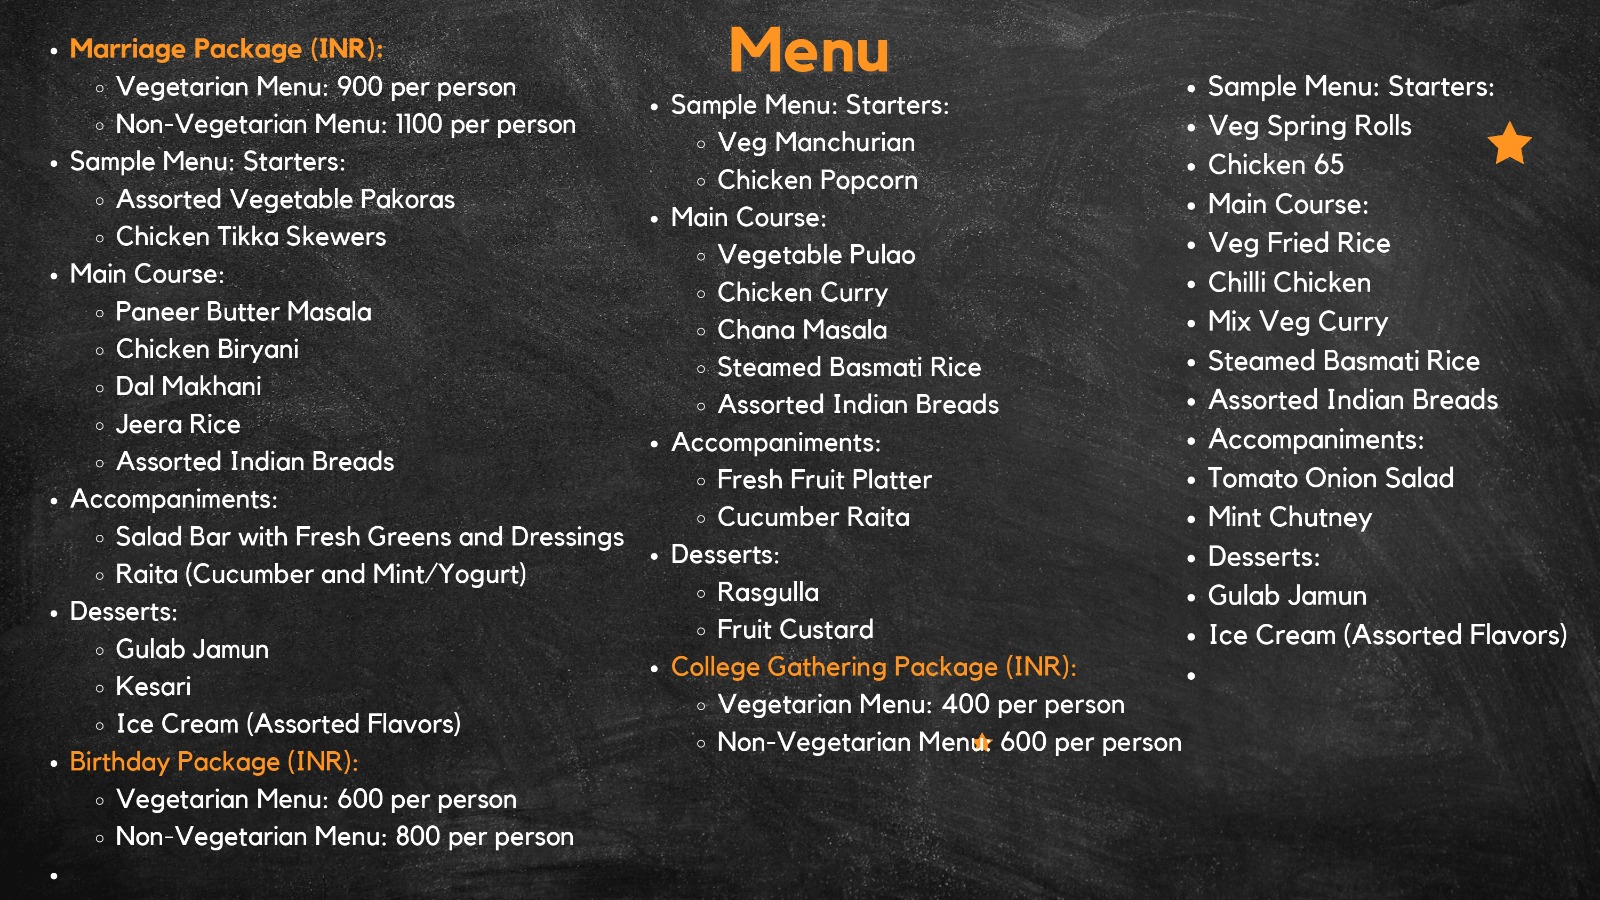 Menu
Marriage Package (INR):
Vegetarian Menu: 900 per person
Non-Vegetarian Menu: 1100 per person
Sample Menu: Starters:
Assorted Vegetable Pakoras
Chicken Tikka Skewers
Main Course:
Paneer Butter Masala
Chicken Biryani
Dal Makhani
Jeera Rice
Assorted Indian Breads
Accompaniments:
Salad Bar with Fresh Greens and Dressings
Raita (Cucumber and Mint/Yogurt)
Desserts:
Gulab Jamun
Kesari
Ice Cream (Assorted Flavors)
Birthday Package (INR):
Vegetarian Menu: 600 per person
Non-Vegetarian Menu: 800 per person
Sample Menu: Starters:
Veg Manchurian
Chicken Popcorn
Main Course:
Vegetable Pulao
Chicken Curry
Chana Masala
Steamed Basmati Rice
Assorted Indian Breads
Accompaniments:
Fresh Fruit Platter
Cucumber Raita
Desserts:
Rasgulla
Fruit Custard
College Gathering Package (INR):
Vegetarian Menu: 400 per person
Non-Vegetarian Menu: 600 per person
Sample Menu: Starters:
Veg Spring Rolls
Chicken 65
Main Course:
Veg Fried Rice
Chilli Chicken
Mix Veg Curry
Steamed Basmati Rice
Assorted Indian Breads
Accompaniments:
Tomato Onion Salad
Mint Chutney
Desserts:
Gulab Jamun
Ice Cream (Assorted Flavors)